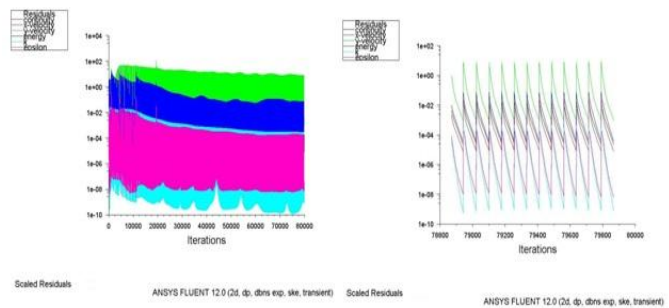 Residuals
continuity
x-velocity
y-velocity
energy
k
epsilon
1e+04
1e+02
1e+00
1e-02
1e-04
1e-06
1e-08
1e-10
0
10000
20000
30000
40000
50000
60000
70000
80000
Iterations
Scaled Residuals
ANSYS FLUENT 12.0 (2d, dp, dbns exp, ske, transient)
Residuals
continuity
x-velocity
y-velocity
energy
k
epsilon
1e+02
1e+00
1e-02
1e-04
1e-06
1e-08
1e-10
78800
79000
79200
79400
79600
79800
80000
Iterations
Scaled Residuals
ANSYS FLUENT 12.0 (2d, dp, dbns exp, ske, transient)